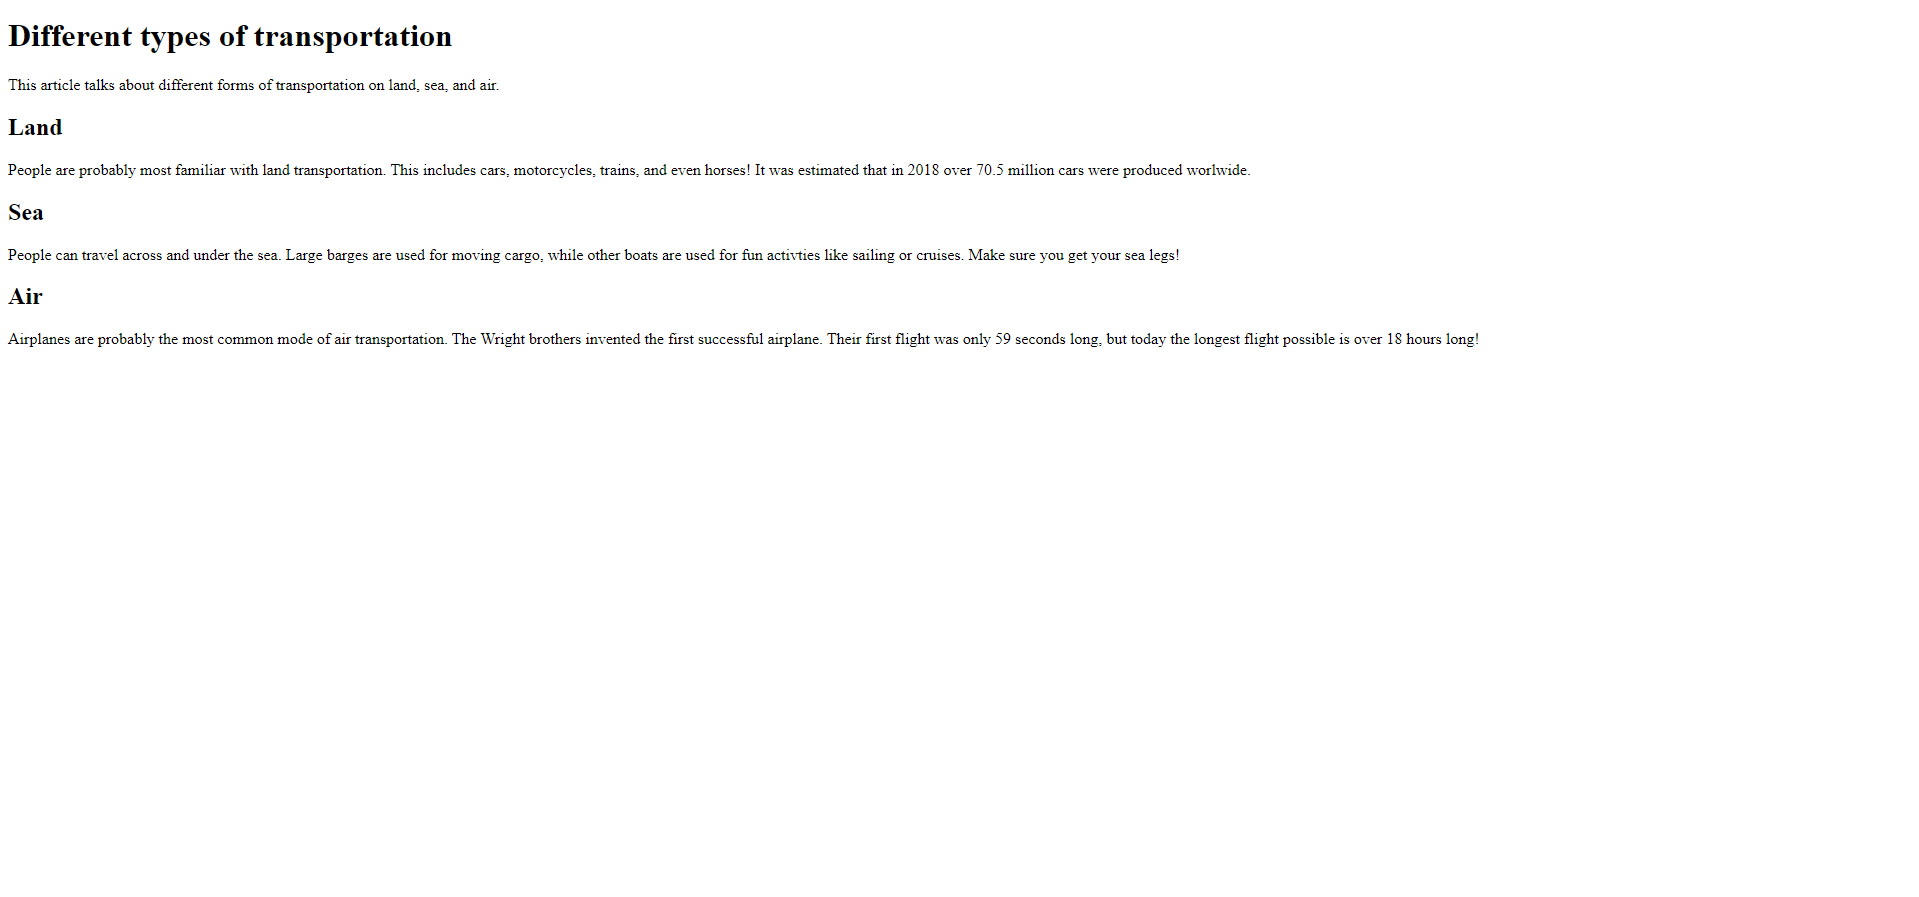 Different types of transportation
This article talks about different forms of transportation on land, sea, and air.
Land
People are probably most familiar with land transportation. This includes cars, motorcycles, trains, and even horses! It was estimated that in 2018 over 70.5 million cars were produced worlwide.
Sea
People can travel across and under the sea. Large barges are used for moving cargo, while other boats are used for fun activties like sailing or cruises. Make sure you get your sea legs!
Air
Airplanes are probably the most common mode of air transportation. The Wright brothers invented the first successful airplane. Their first flight was only 59 seconds long, but today the longest flight possible is over 18 hours long!